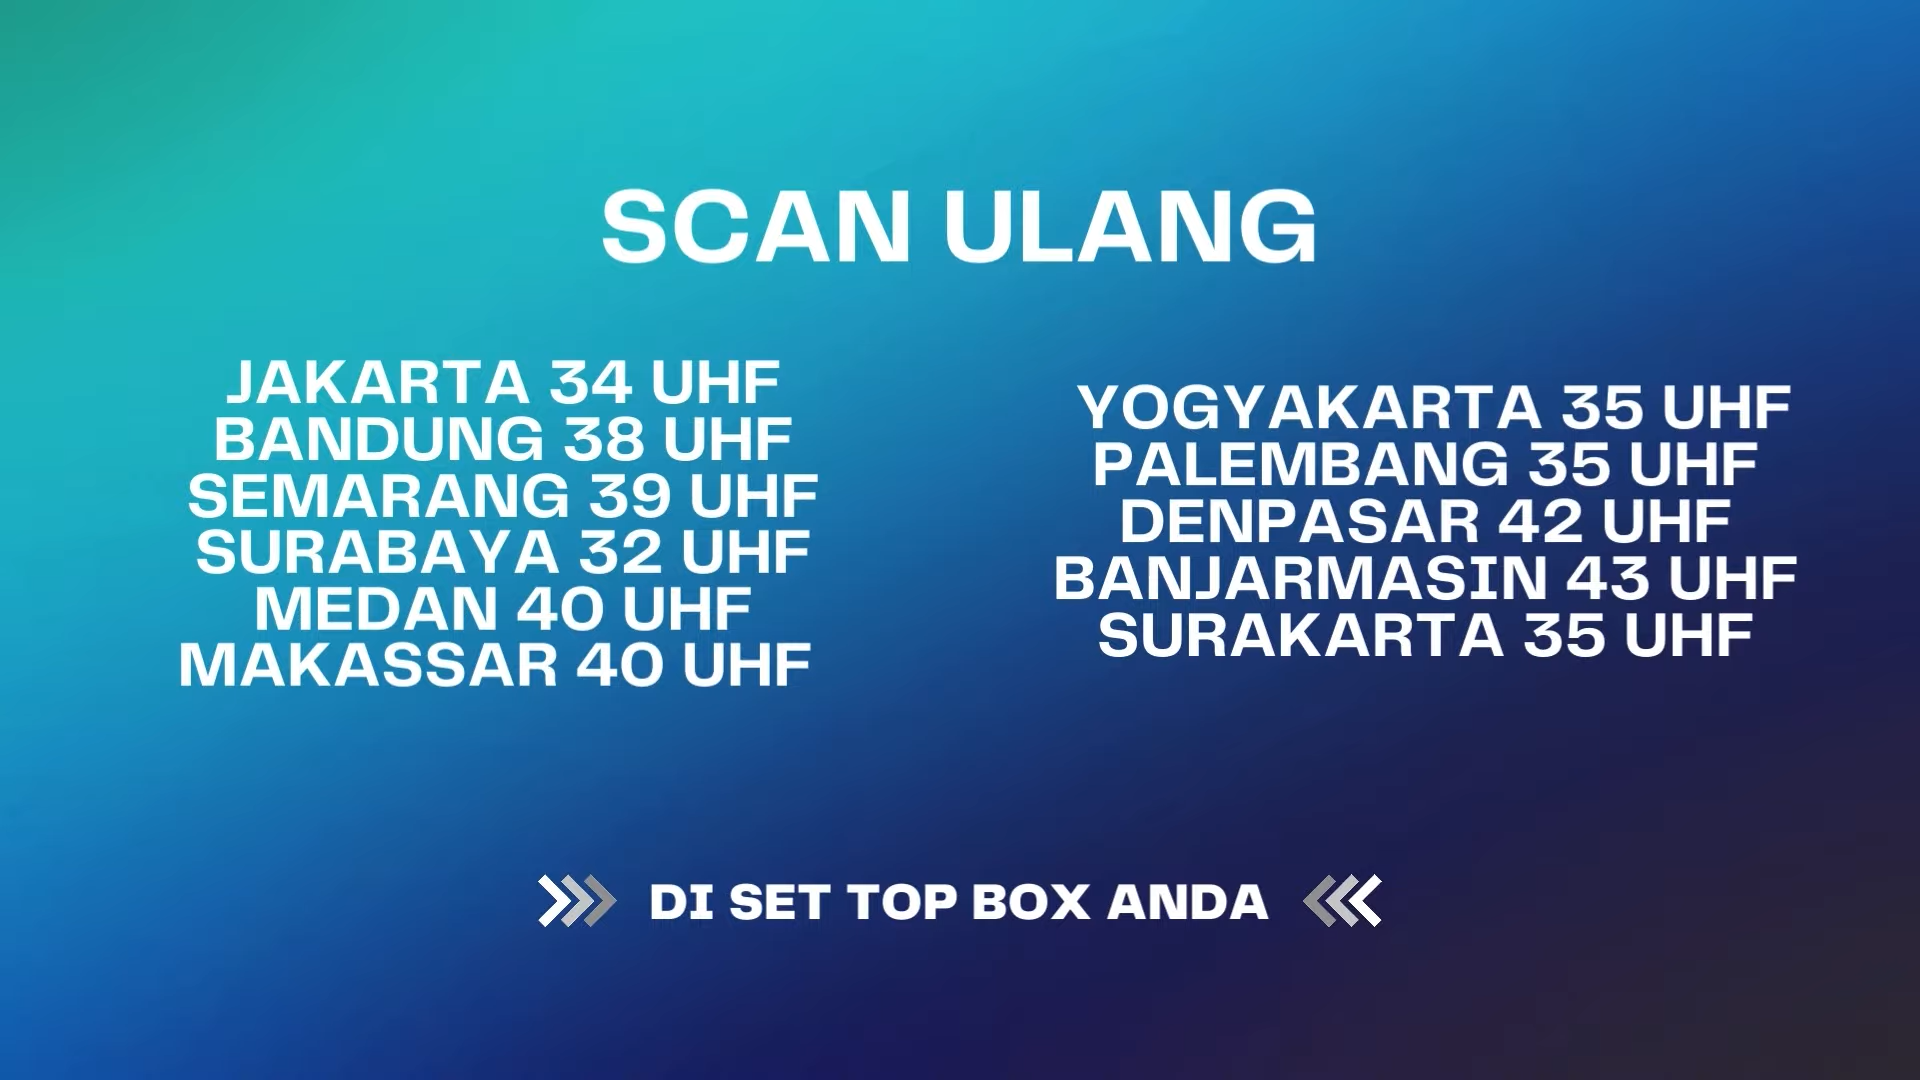 SCAN ULANG
JAKARTA 34 UHF
BANDUNG 38 UHF
SEMARANG 39 UHF
SURABAYA 32 UHF
MEDAN 40 UHF
MAKASSAR 40 UHF
YOGYAKARTA 35 UHF
PALEMBANG 35 UHF
DENPASAR 42 UHF
BANJARMASIN 43 UHF
SURAKARTA 35 UHF
DI SET TOP BOX ANDA